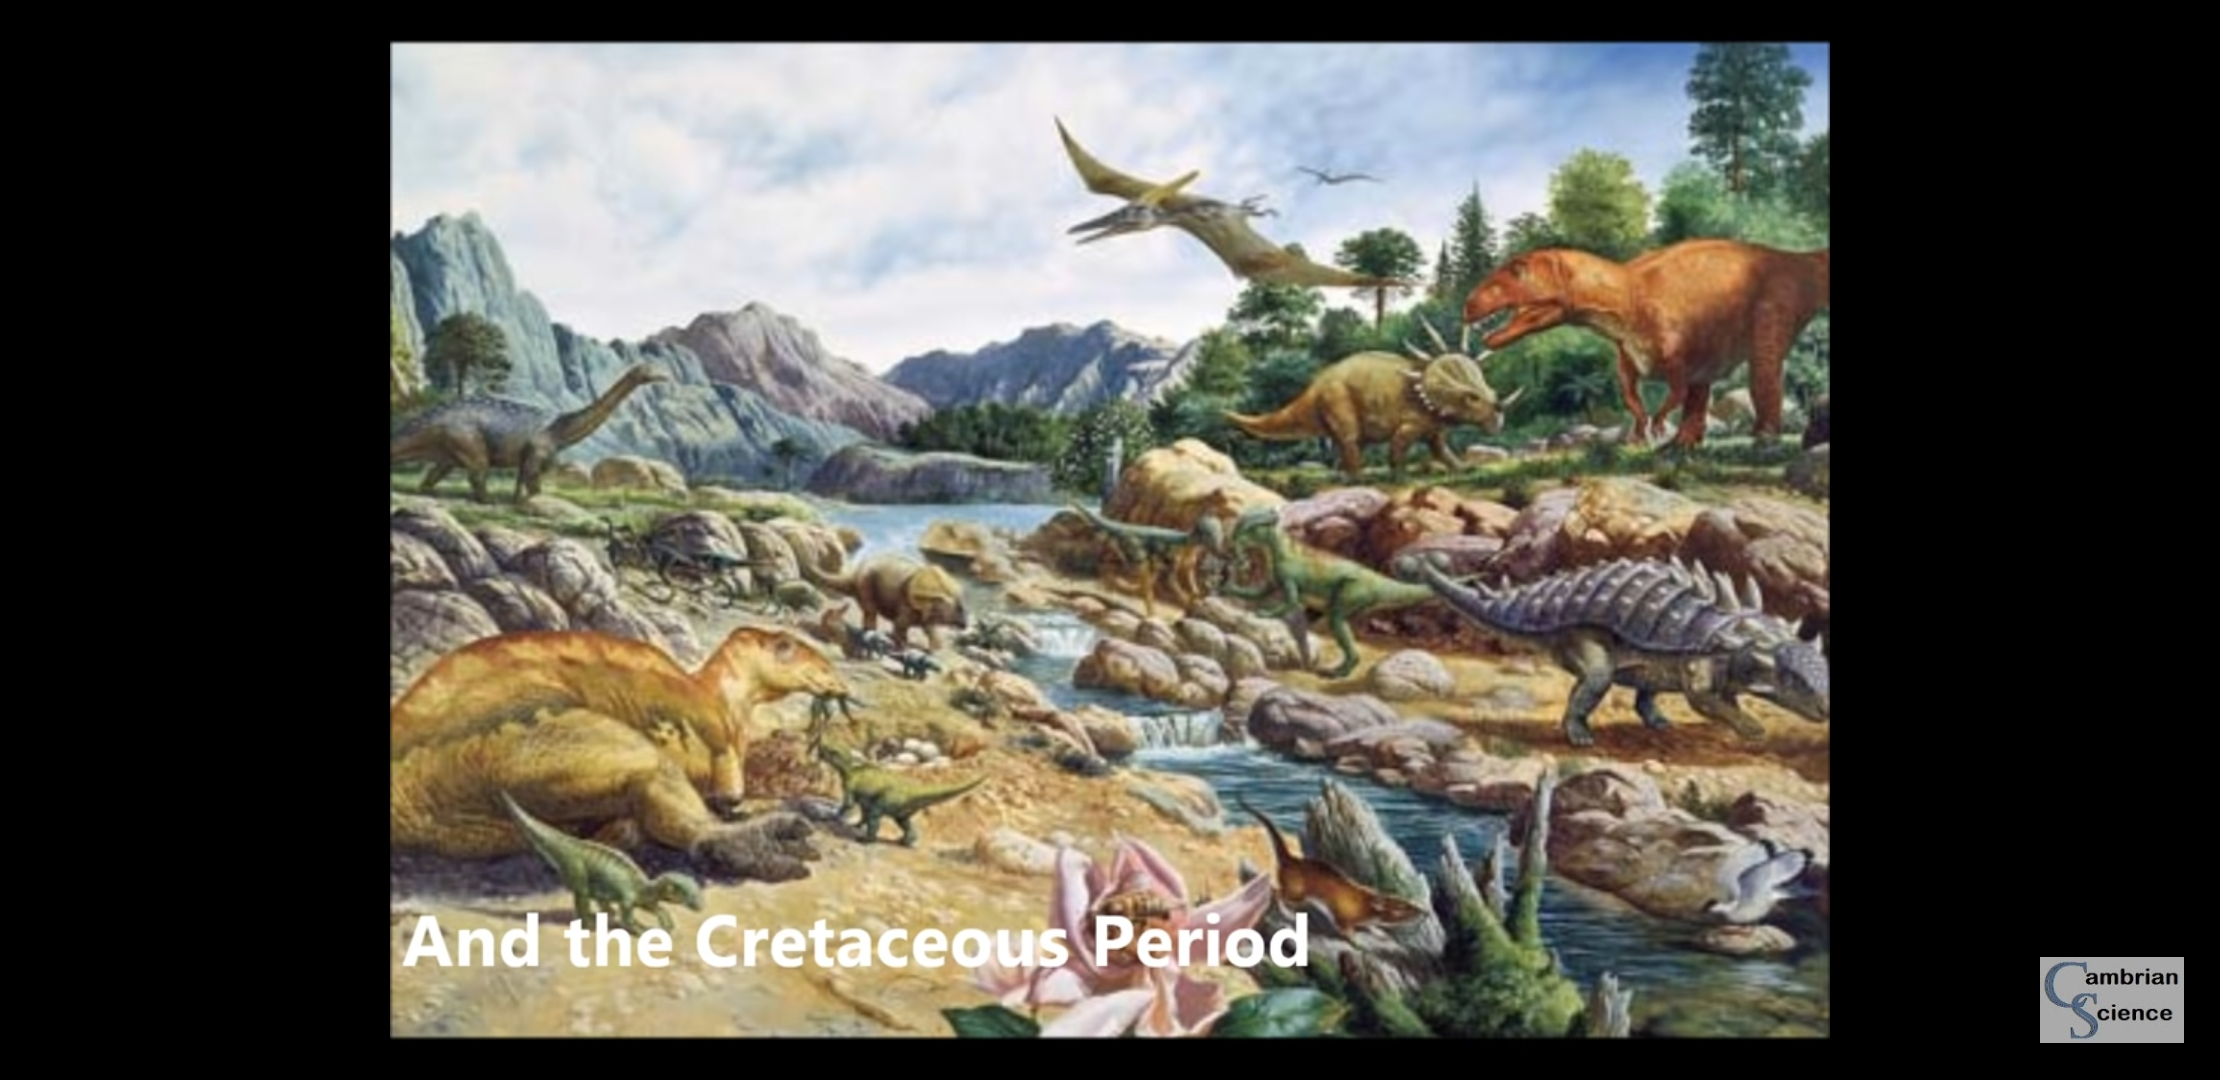 And the Cretaceous Period
Cambrian
Science